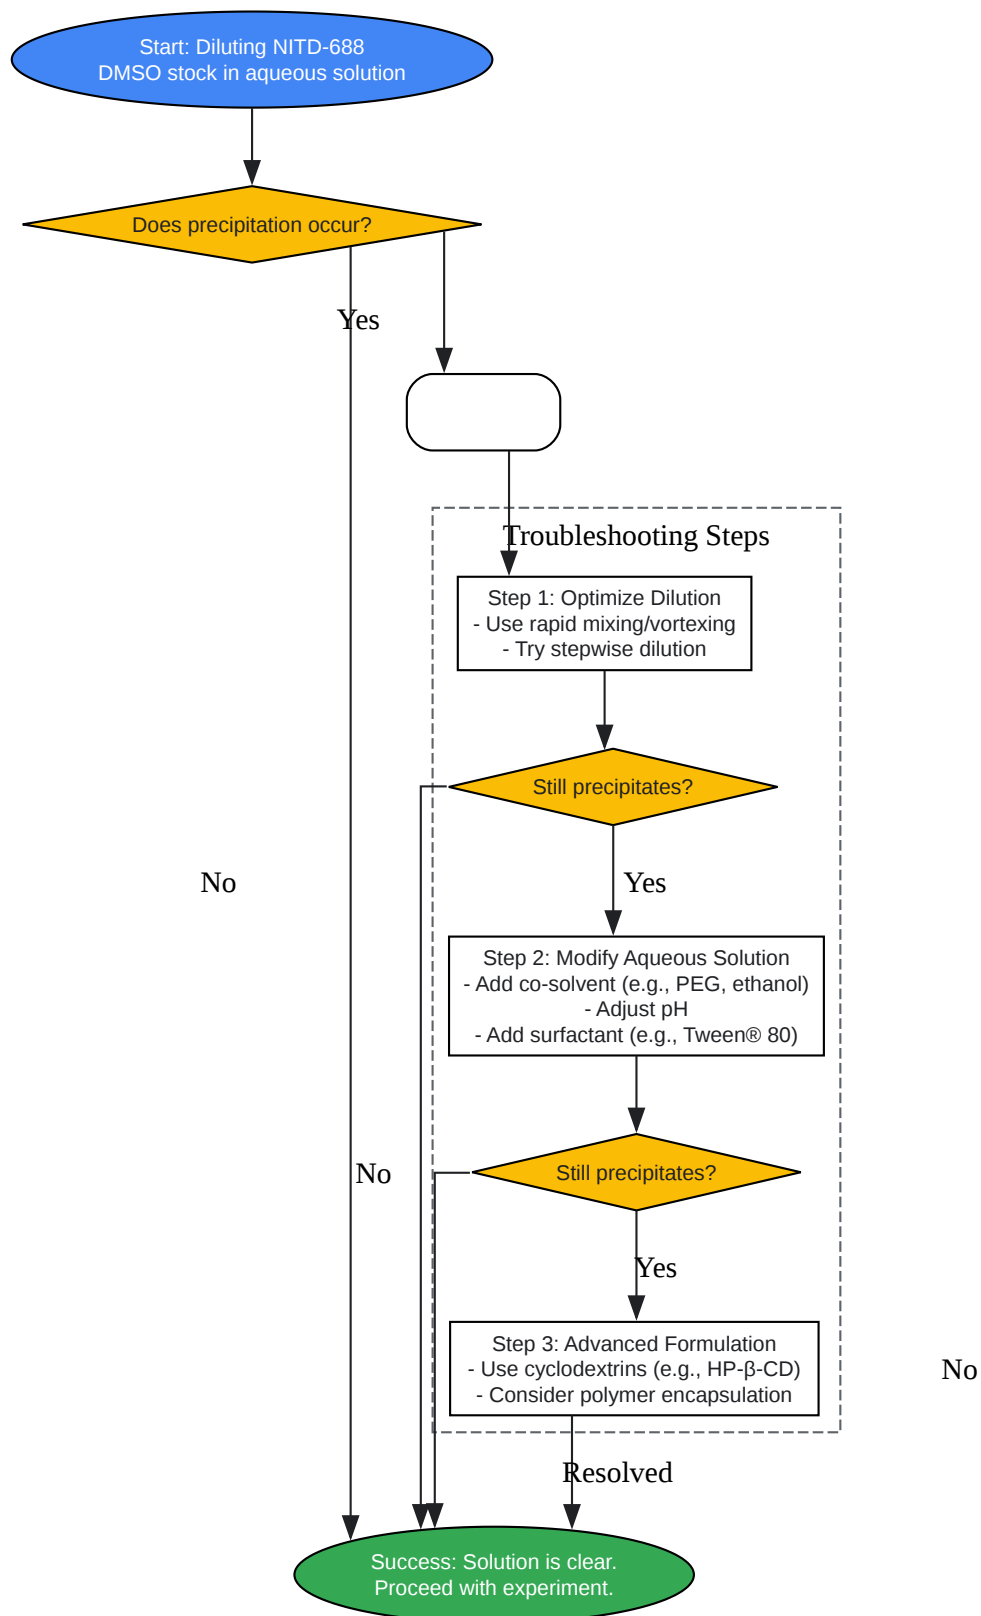 Start: Diluting NITD-688
DMSO stock in aqueous solution
Does precipitation occur?
Yes
Troubleshooting Steps
Step 1: Optimize Dilution
- Use rapid mixing/vortexing
- Try stepwise dilution
Still precipitates?
No
Yes
Step 2: Modify Aqueous Solution
- Add co-solvent (e.g., PEG, ethanol)
- Adjust pH
- Add surfactant (e.g., Tween® 80)
No
Still precipitates?
Yes
Step 3: Advanced Formulation
- Use cyclodextrins (e.g., HP-β-CD)
- Consider polymer encapsulation
No
Resolved
Success: Solution is clear.
Proceed with experiment.